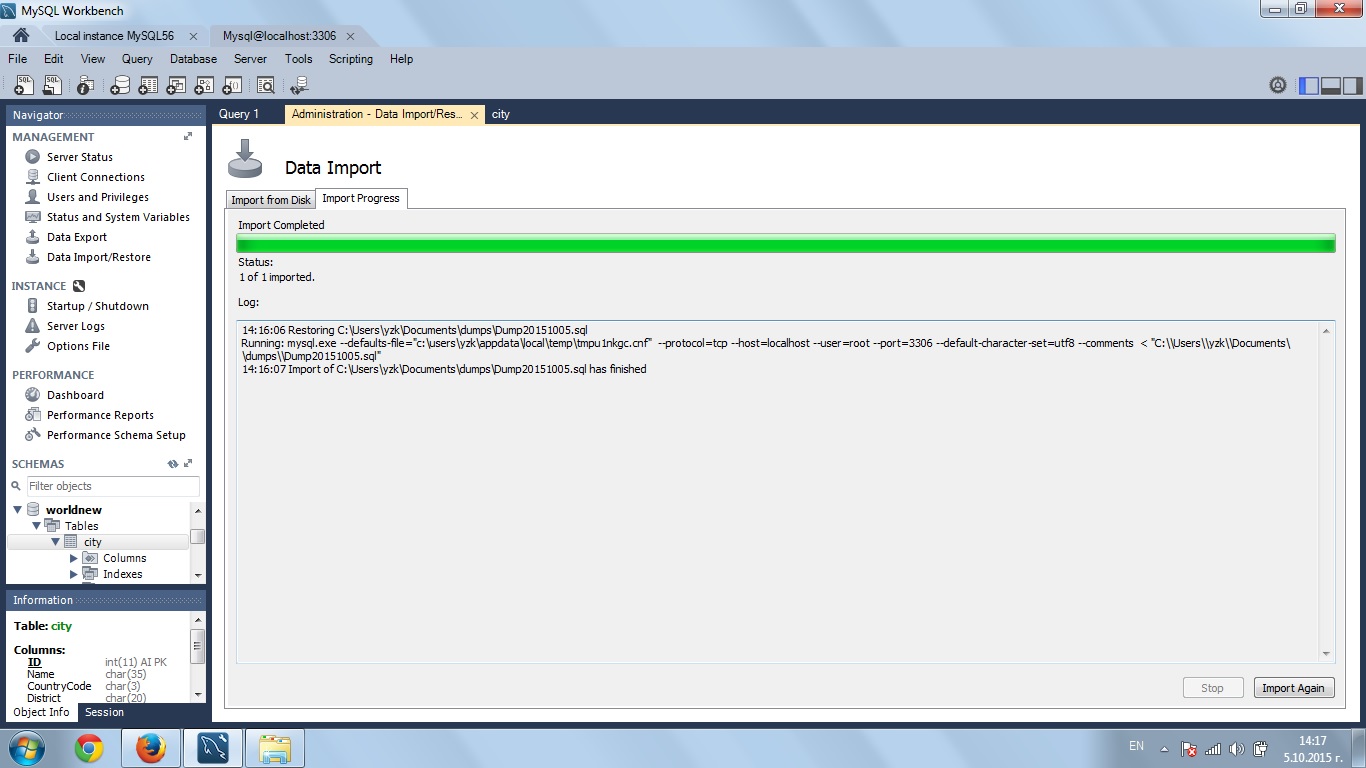 MySQL Workbench
Local instance MySQL56 Mysql@localhost:3306
File Edit View Query Database Server Tools Scripting Help
Navigator
MANAGEMENT
Server Status
Client Connections
Users and Privileges
Status and System Variables
Data Export
Data Import/Restore
INSTANCE
Startup / Shutdown
Server Logs
Options File
PERFORMANCE
Dashboard
Performance Reports
Performance Schema Setup
SCHEMAS
Filter objects
worldnew
Tables
city
Columns
Indexes
Information
Table: city
Columns:
ID int(11) AI PK
Name char(35)
CountryCode char(3)
District char(20)
Object Info Session
Query 1 Administration - Data Import/Res... city
Data Import
Import from Disk Import Progress
Import Completed
Status:
1 of 1 imported.
Log:
14:16:06 Restoring C:\Users\yzk\Documents\dumps\Dump20151005.sql
Running: mysql.exe --defaults-file="c:\users\yzk\appdata\local\temp\tmpu1nkgc.cnf" --protocol=tcp --host=localhost --user=root --port=3306 --default-character-set=utf8 --comments < "C:\\Users\\yzk\\Documents\
\dumps\\Dump20151005.sql"
14:16:07 Import of C:\Users\yzk\Documents\dumps\Dump20151005.sql has finished
Stop Import Again
EN
14:17
5.10.2015 г.